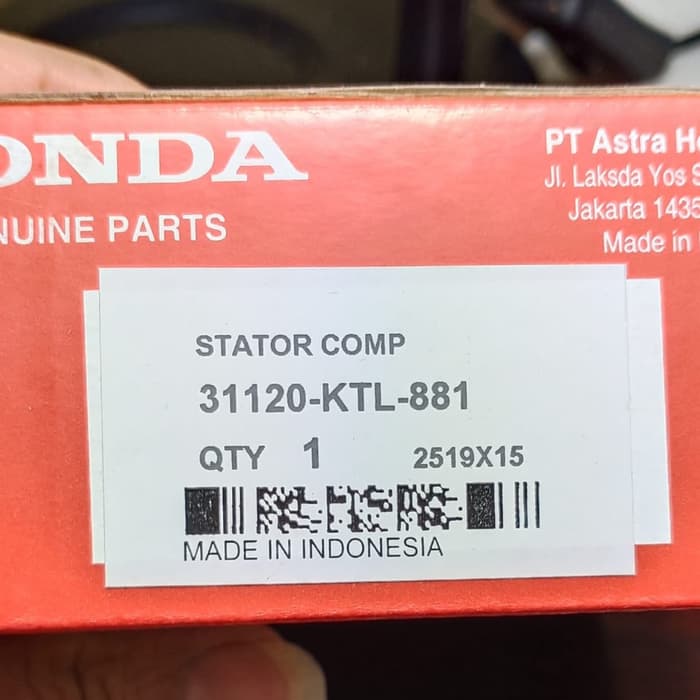 ONDA
NUINE PARTS
PT Astra H
Jl. Laksda Yos S
Jakarta 1435
Made in
STATOR COMP
31120-KTL-881
QTY 1 2519X15
MADE IN INDONESIA